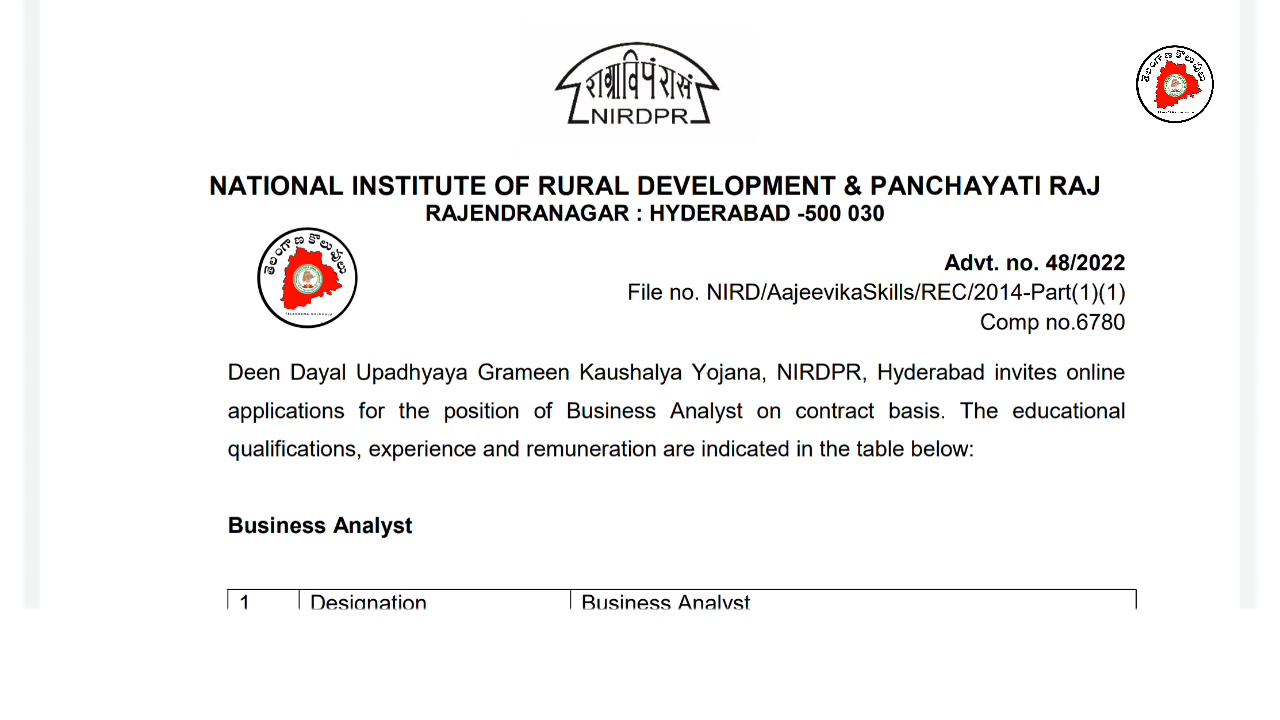 राग्राविपंरासं
NIRDPR
తెలంగాణ కొలువులు
NATIONAL INSTITUTE OF RURAL DEVELOPMENT & PANCHAYATI RAJ
RAJENDRANAGAR : HYDERABAD -500 030
తెలంగాణ కొలువులు
Advt. no. 48/2022
File no. NIRD/AajeevikaSkills/REC/2014-Part(1)(1)
Comp no.6780
Deen Dayal Upadhyaya Grameen Kaushalya Yojana, NIRDPR, Hyderabad invites online
applications for the position of Business Analyst on contract basis. The educational
qualifications, experience and remuneration are indicated in the table below:
Business Analyst
1 Designation Business Analyst